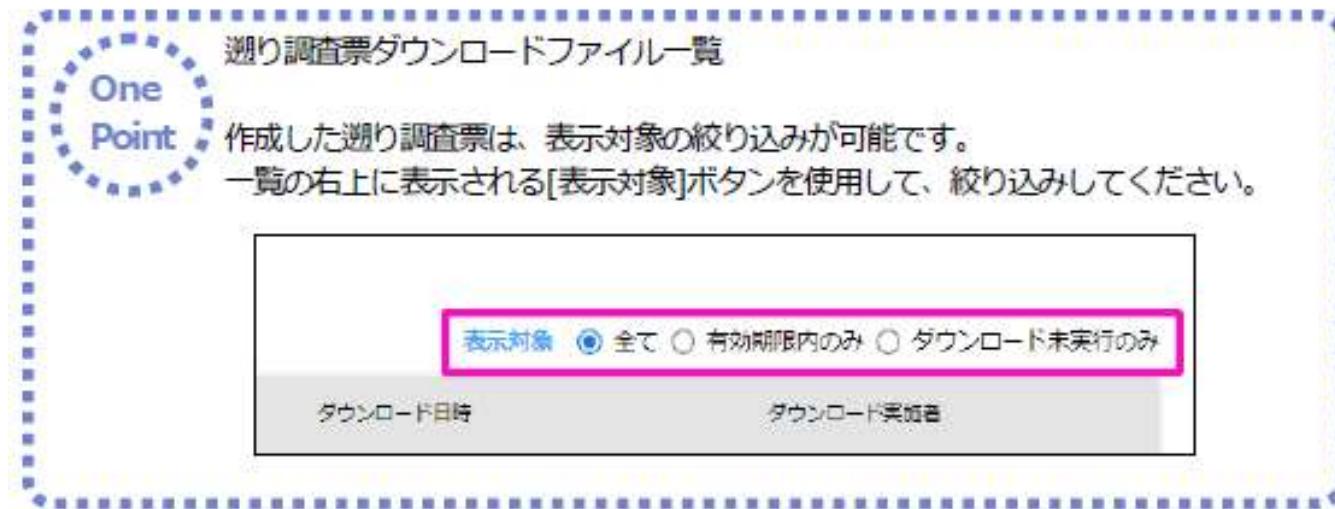 One
Point
遡り調査票ダウンロードファイル一覧
作成した遡り調査票は、表示対象の絞り込みが可能です。
一覧の右上に表示される[表示対象]ボタンを使用して、絞り込みしてください。
表示対象 全て 有効期限内のみ ダウンロード未実行のみ
ダウンロード日時 ダウンロード実施者